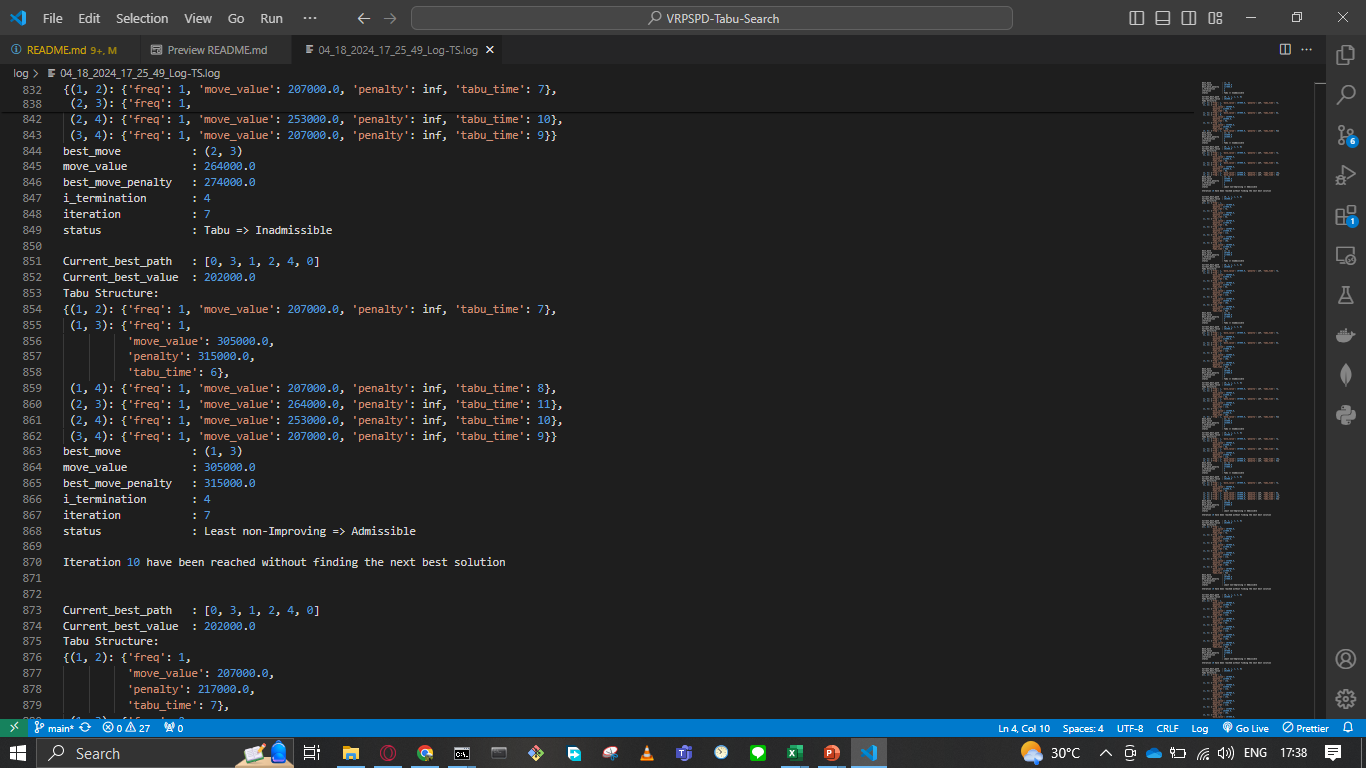 File Edit Selection View Go Run ··· VRPSPD-Tabu-Search
README.md 9+, M Preview README.md 04_18_2024_17_25_49_Log-TS.log
log > 04_18_2024_17_25_49_Log-TS.log
832 {(1, 2): {'freq': 1, 'move_value': 207000.0, 'penalty': inf, 'tabu_time': 7},
838 (2, 3): {'freq': 1,
842 (2, 4): {'freq': 1, 'move_value': 253000.0, 'penalty': inf, 'tabu_time': 10},
843 (3, 4): {'freq': 1, 'move_value': 207000.0, 'penalty': inf, 'tabu_time': 9}}
844 best_move : (2, 3)
845 move_value : 264000.0
846 best_move_penalty : 274000.0
847 i_termination : 4
848 iteration : 7
849 status : Tabu => Inadmissible
850
851 Current_best_path : [0, 3, 1, 2, 4, 0]
852 Current_best_value : 202000.0
853 Tabu Structure:
854 {(1, 2): {'freq': 1, 'move_value': 207000.0, 'penalty': inf, 'tabu_time': 7},
855 (1, 3): {'freq': 1,
856 'move_value': 305000.0,
857 'penalty': 315000.0,
858 'tabu_time': 6},
859 (1, 4): {'freq': 1, 'move_value': 207000.0, 'penalty': inf, 'tabu_time': 8},
860 (2, 3): {'freq': 1, 'move_value': 264000.0, 'penalty': inf, 'tabu_time': 11},
861 (2, 4): {'freq': 1, 'move_value': 253000.0, 'penalty': inf, 'tabu_time': 10},
862 (3, 4): {'freq': 1, 'move_value': 207000.0, 'penalty': inf, 'tabu_time': 9}}
863 best_move : (1, 3)
864 move_value : 305000.0
865 best_move_penalty : 315000.0
866 i_termination : 4
867 iteration : 7
868 status : Least non-Improving => Admissible
869
870 Iteration 10 have been reached without finding the next best solution
871
872
873 Current_best_path : [0, 3, 1, 2, 4, 0]
874 Current_best_value : 202000.0
875 Tabu Structure:
876 {(1, 2): {'freq': 1,
877 'move_value': 207000.0,
878 'penalty': 217000.0,
879 'tabu_time': 7},
6
1
main* 0 27 0 Ln 4, Col 10 Spaces: 4 UTF-8 CRLF Log Go Live Prettier
Search 30°C ENG 17:38